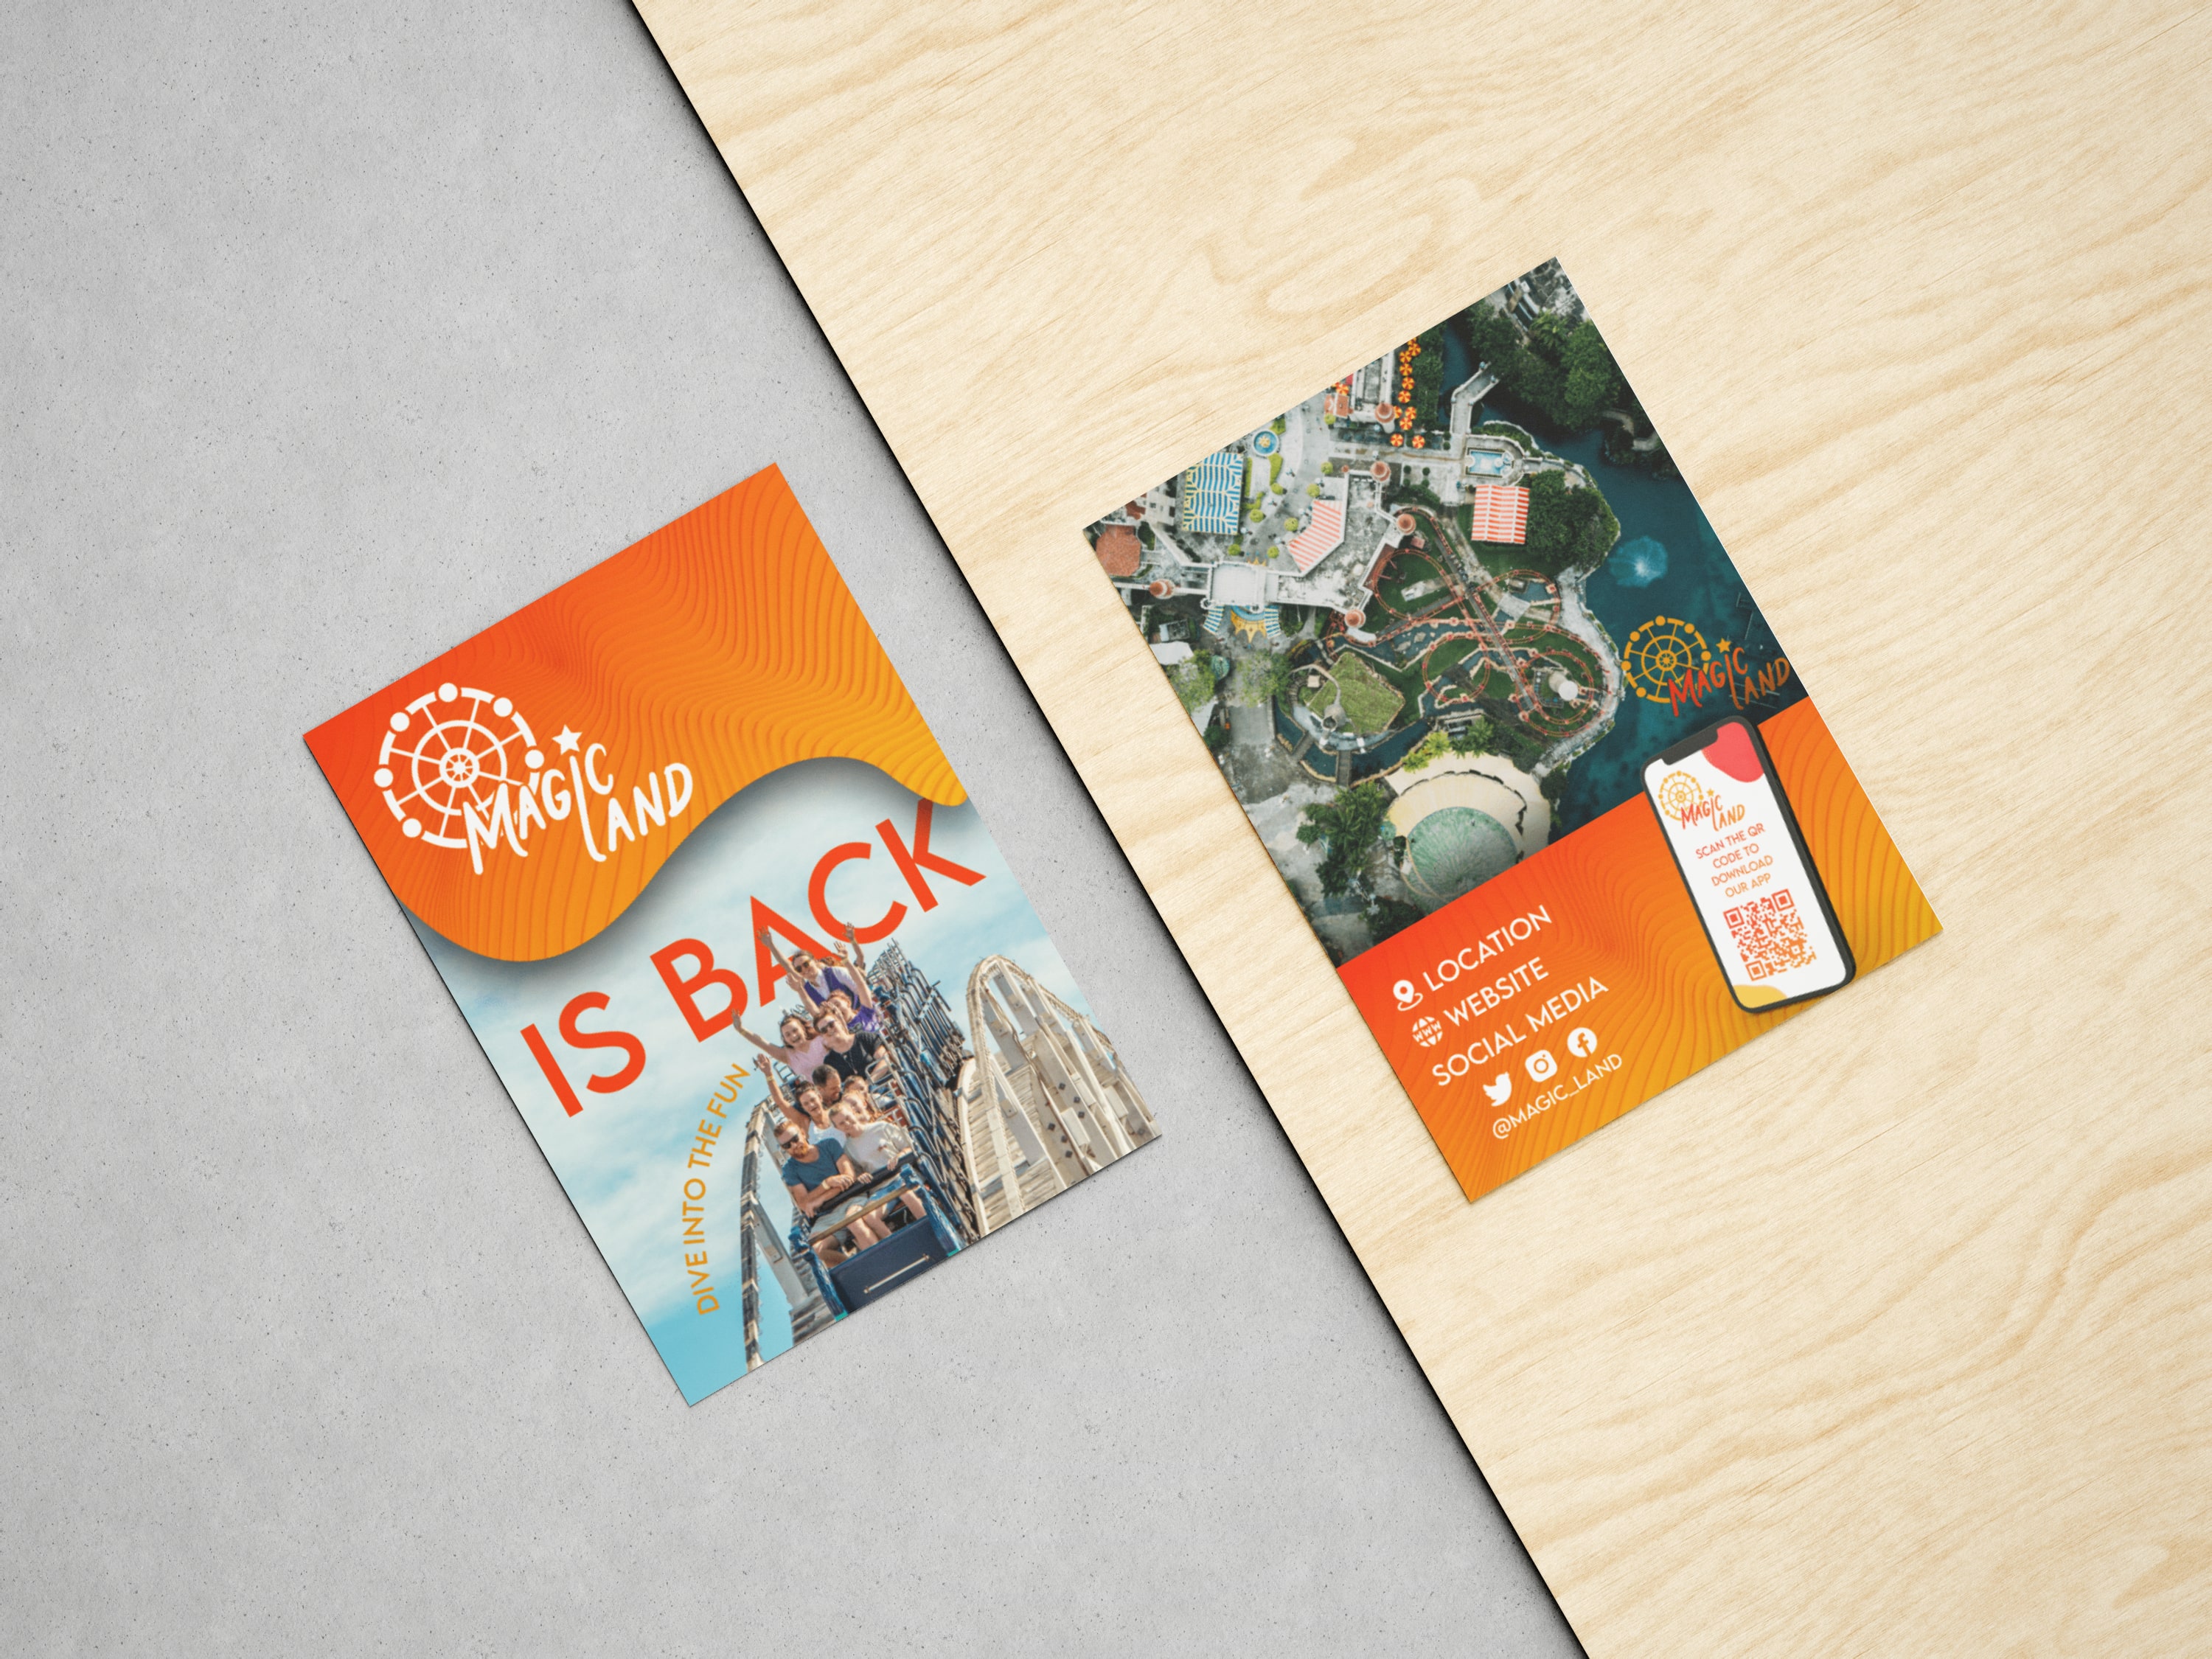 MAGIC
LAND
IS BACK
DIVE INTO THE FUN
MAGIC
LAND
MAGIC
LAND
SCAN THE QR
CODE TO
DOWNLOAD
OUR APP
LOCATION
WWW WEBSITE
SOCIAL MEDIA
@MAGIC_LAND